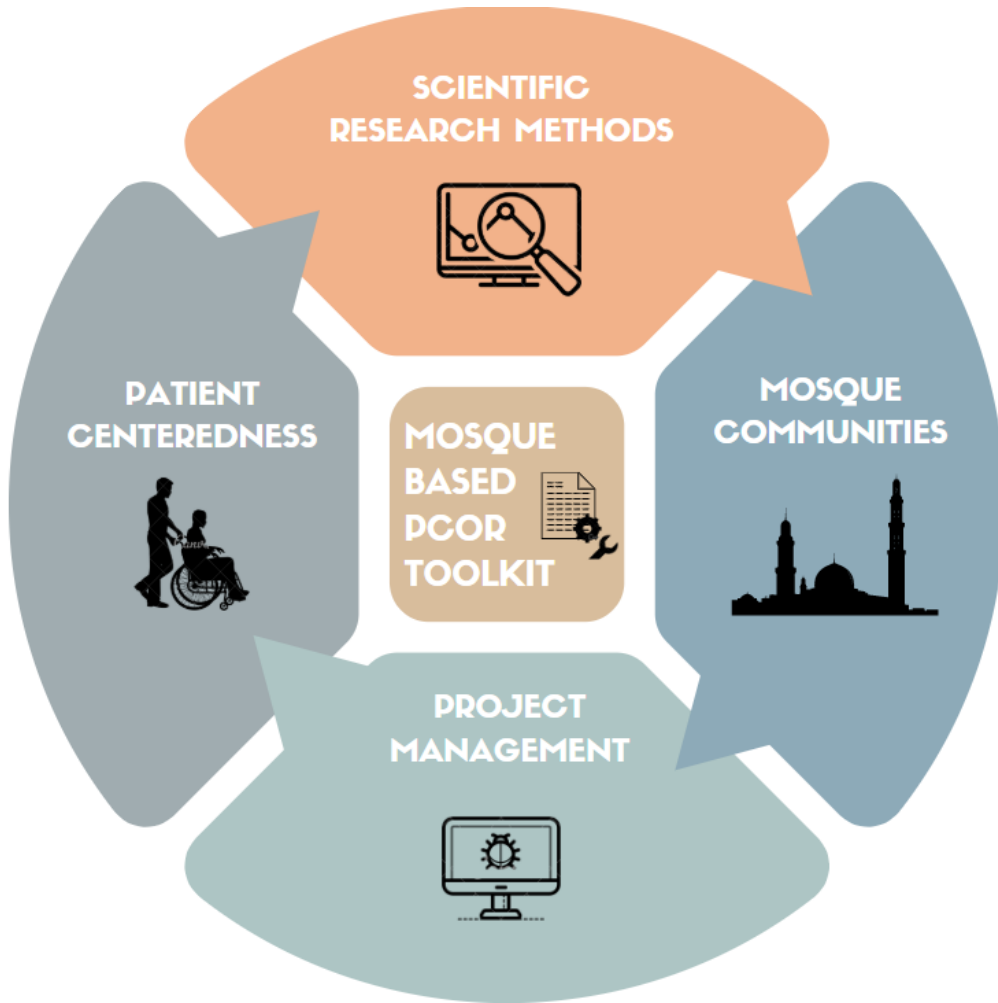 SCIENTIFIC
RESEARCH METHODS
PATIENT
CENTEREDNESS
MOSQUE
BASED
PCOR
TOOLKIT
MOSQUE
COMMUNITIES
PROJECT
MANAGEMENT